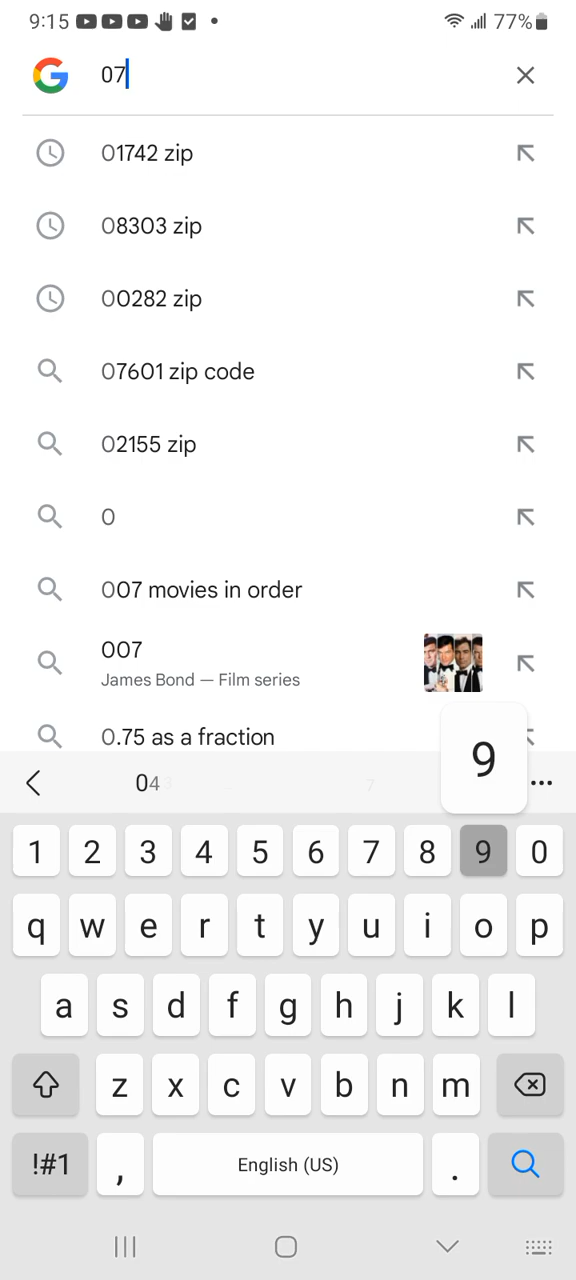 9:15 77%
07
01742 zip
08303 zip
00282 zip
07601 zip code
02155 zip
0
007 movies in order
007
James Bond — Film series
0.75 as a fraction
9
043 7
1 2 3 4 5 6 7 8 9 0
q w e r t y u i o p
a s d f g h j k l
z x c v b n m
!#1 , English (US) .